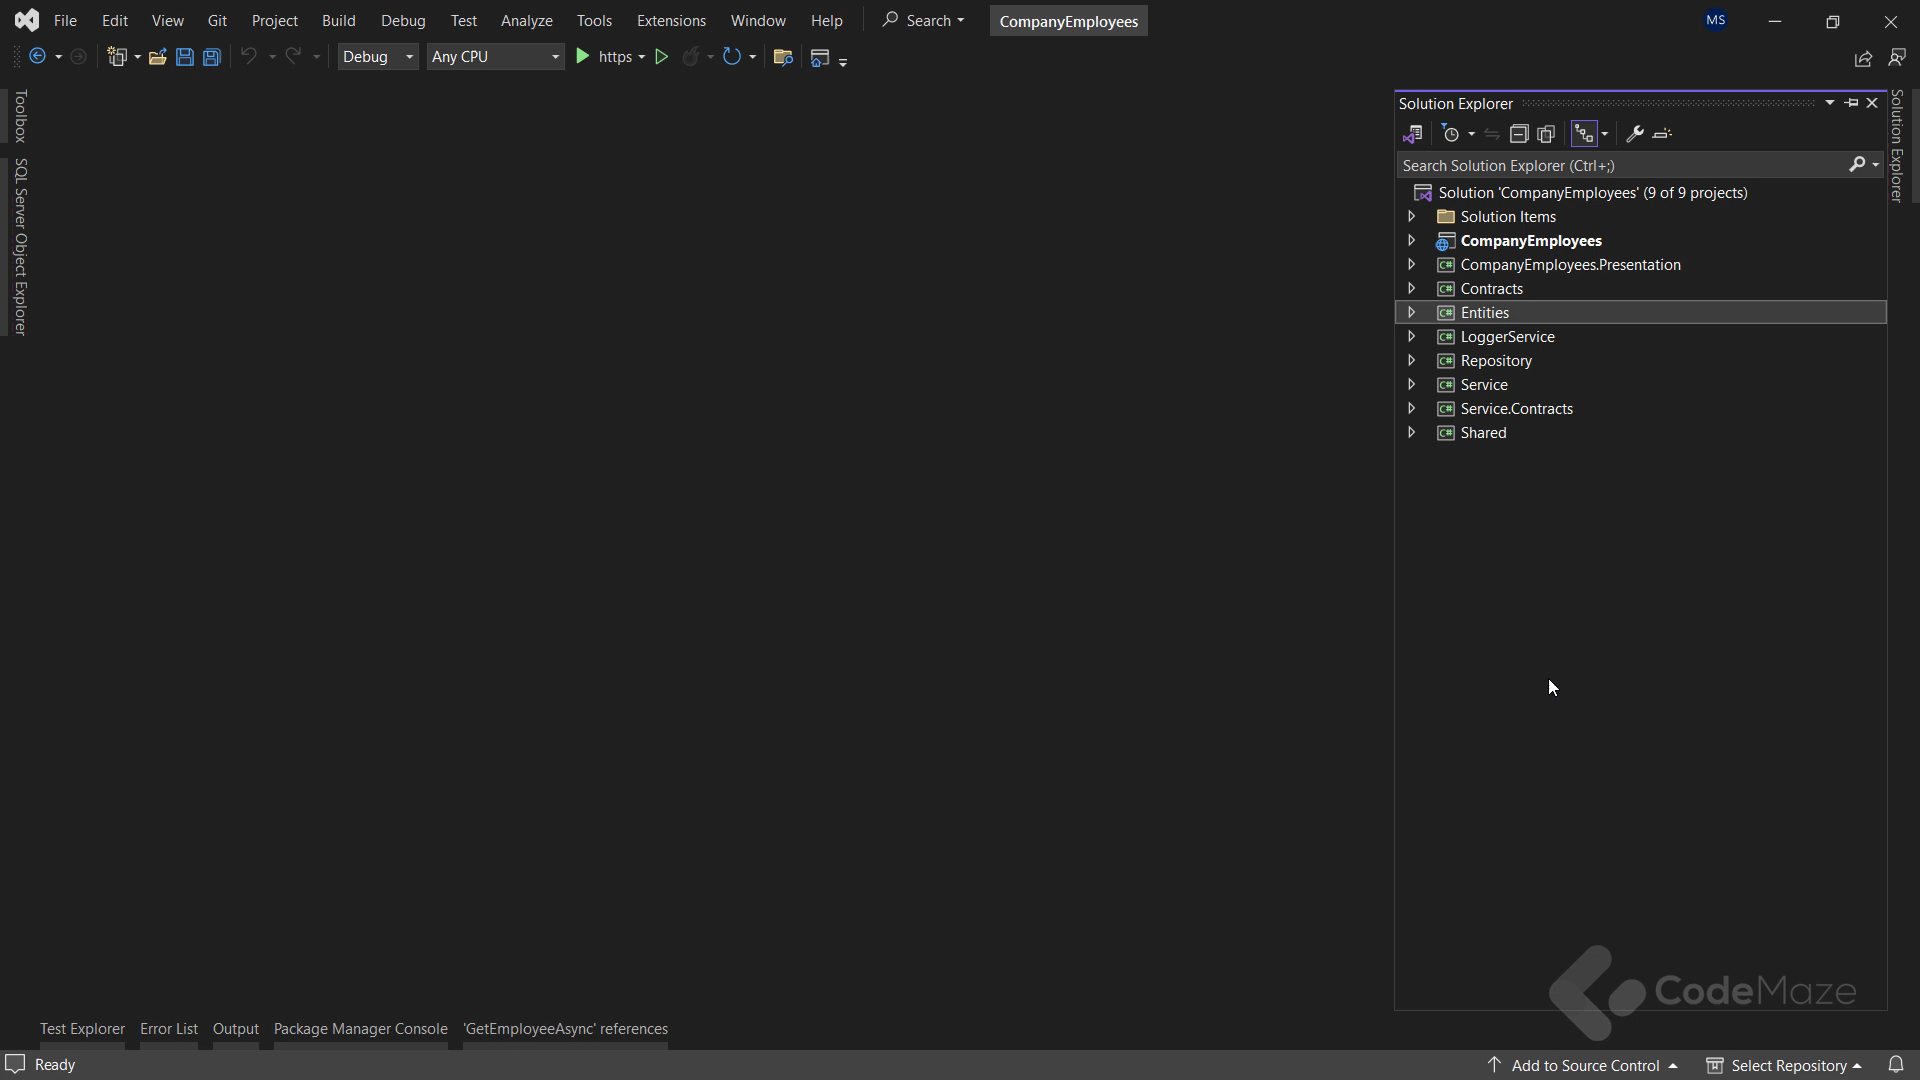 File Edit View Git Project Build Debug Test Analyze Tools Extensions Window Help Search CompanyEmployees MS
Debug Any CPU https
Toolbox
SQL Server Object Explorer
Solution Explorer
Solution Explorer
Search Solution Explorer (Ctrl+;)
Solution 'CompanyEmployees' (9 of 9 projects)
Solution Items
CompanyEmployees
C# CompanyEmployees.Presentation
C# Contracts
C# Entities
C# LoggerService
C# Repository
C# Service
C# Service.Contracts
C# Shared
CodeMaze
Test Explorer Error List Output Package Manager Console 'GetEmployeeAsync' references
Ready Add to Source Control Select Repository